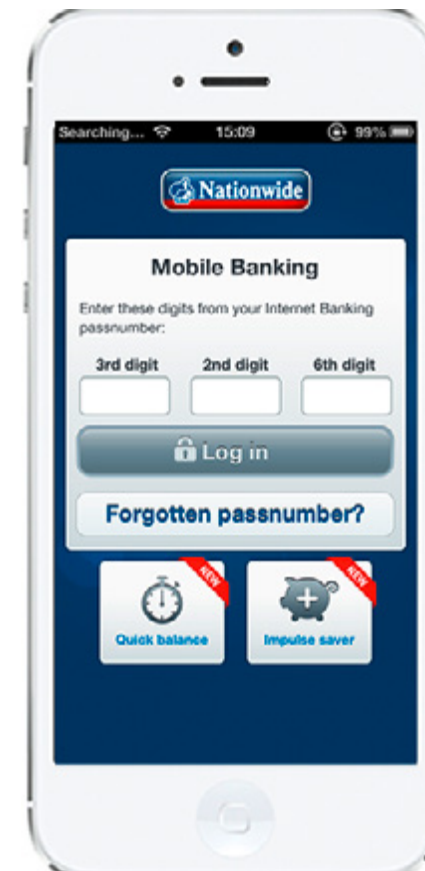 Searching... 15:09 99%
Nationwide
Mobile Banking
Enter these digits from your Internet Banking
passnumber:
3rd digit 2nd digit 6th digit
Log in
Forgotten passnumber?
NEW NEW
Quick balance Impulse saver